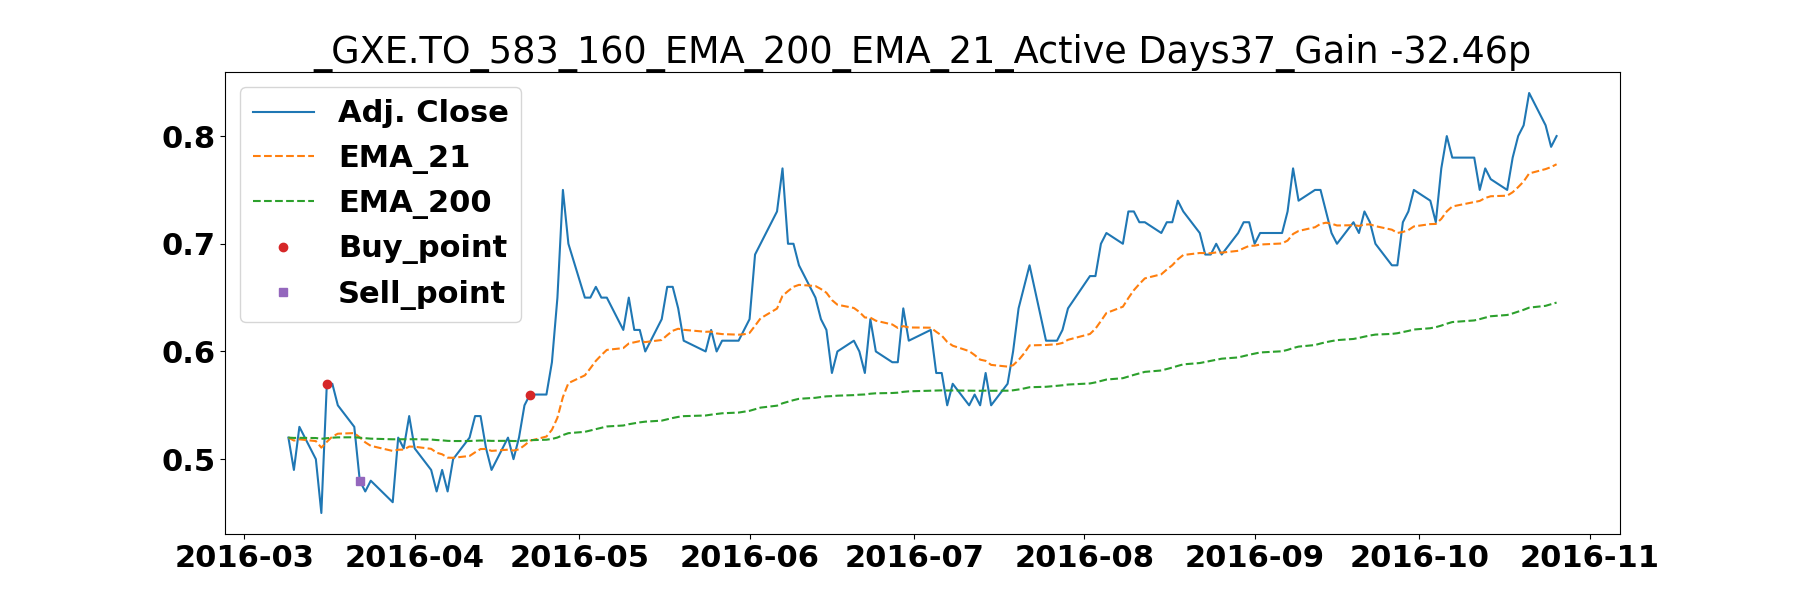 _GXE.TO_583_160_EMA_200_EMA_21_Active Days37_Gain -32.46p
Adj. Close
EMA_21
EMA_200
Buy_point
Sell_point
0.8
0.7
0.6
0.5
2016-03 2016-04 2016-05 2016-06 2016-07 2016-08 2016-09 2016-10 2016-11